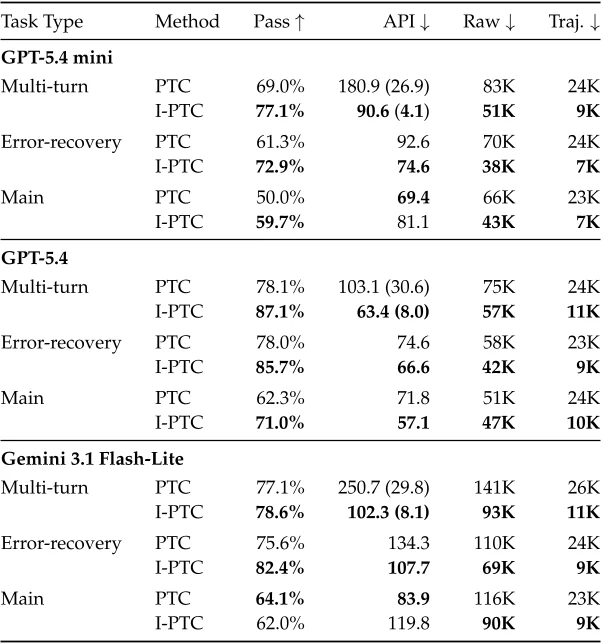 Task Type Method Pass ↑ API ↓ Raw ↓ Traj. ↓
GPT-5.4 mini
Multi-turn PTC 69.0% 180.9 (26.9) 83K 24K
I-PTC 77.1% 90.6 (4.1) 51K 9K
Error-recovery PTC 61.3% 92.6 70K 24K
I-PTC 72.9% 74.6 38K 7K
Main PTC 50.0% 69.4 66K 23K
I-PTC 59.7% 81.1 43K 7K
GPT-5.4
Multi-turn PTC 78.1% 103.1 (30.6) 75K 24K
I-PTC 87.1% 63.4 (8.0) 57K 11K
Error-recovery PTC 78.0% 74.6 58K 23K
I-PTC 85.7% 66.6 42K 9K
Main PTC 62.3% 71.8 51K 24K
I-PTC 71.0% 57.1 47K 10K
Gemini 3.1 Flash-Lite
Multi-turn PTC 77.1% 250.7 (29.8) 141K 26K
I-PTC 78.6% 102.3 (8.1) 93K 11K
Error-recovery PTC 75.6% 134.3 110K 24K
I-PTC 82.4% 107.7 69K 9K
Main PTC 64.1% 83.9 116K 23K
I-PTC 62.0% 119.8 90K 9K